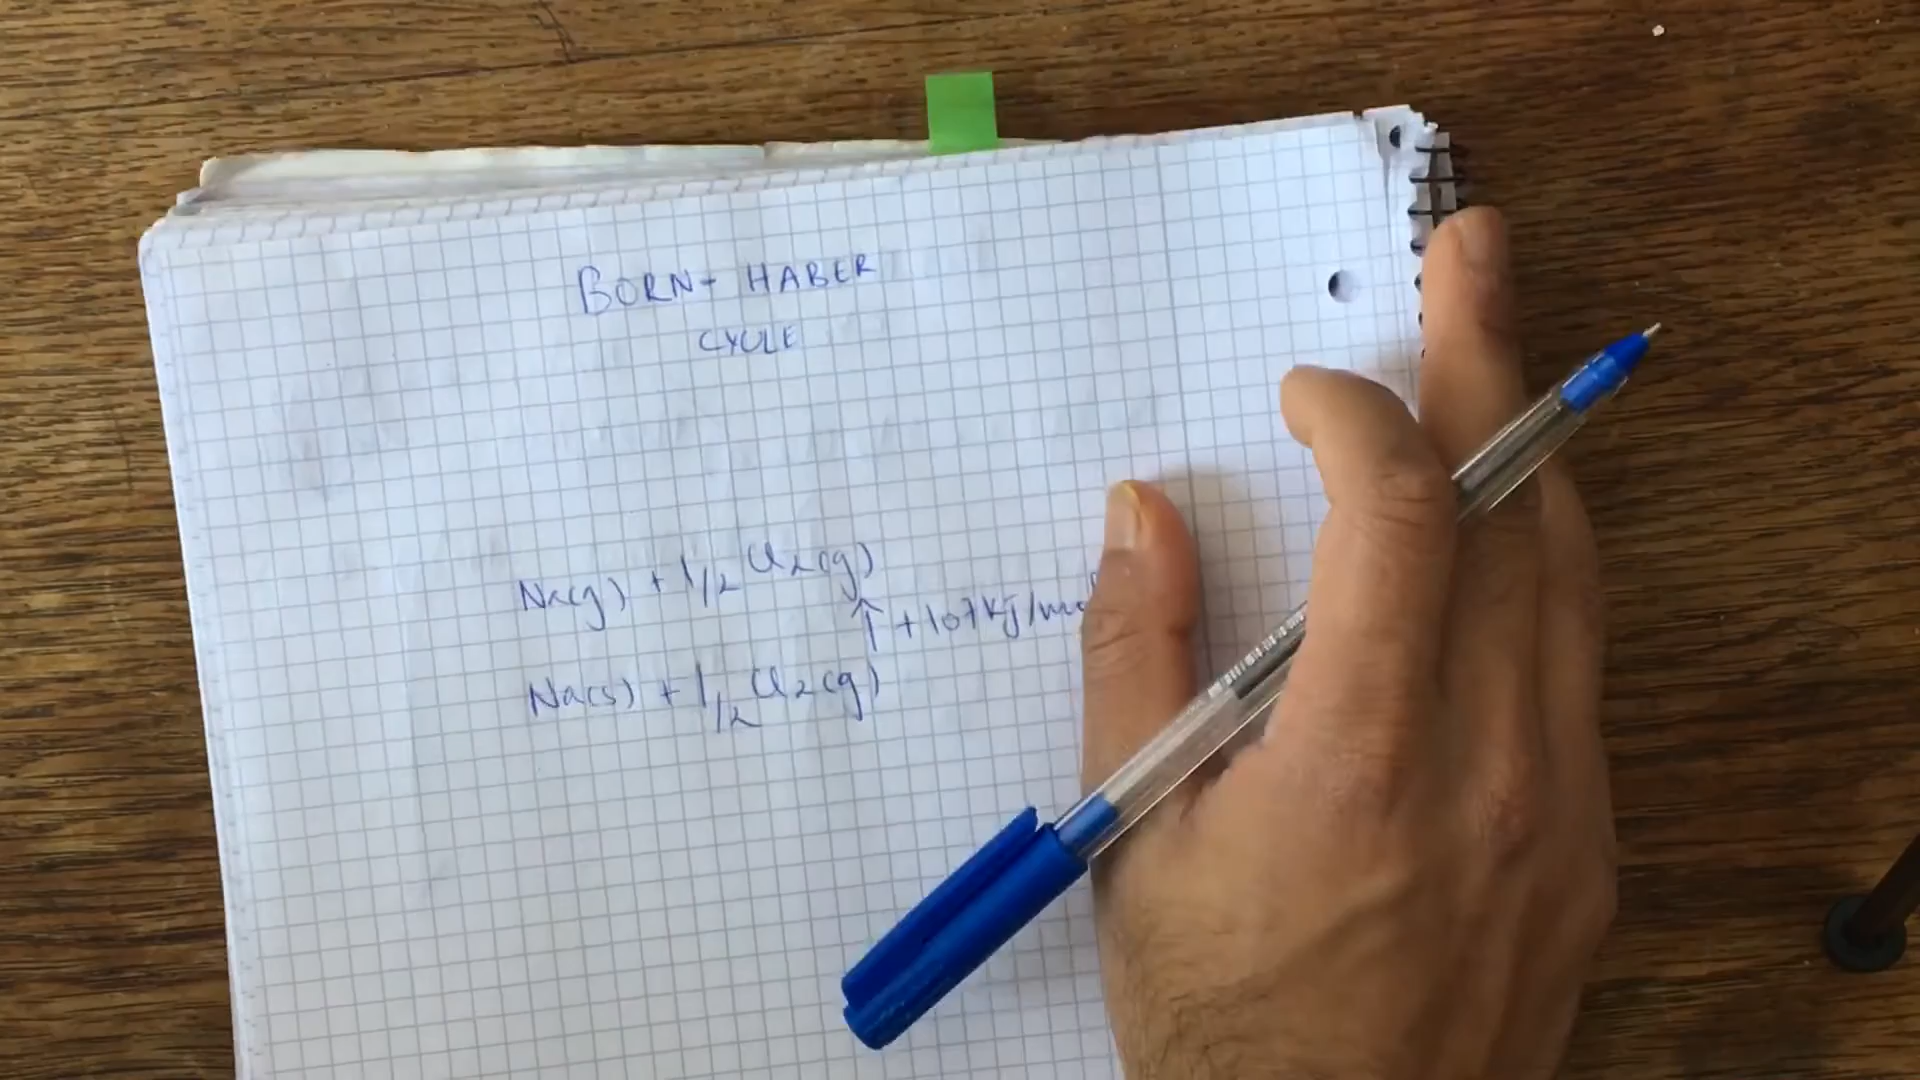 BORN-HABER
CYCLE
Na(g) + 1/2 Cl2(g)
↑ +107 kJ/mol
Na(s) + 1/2 Cl2(g)